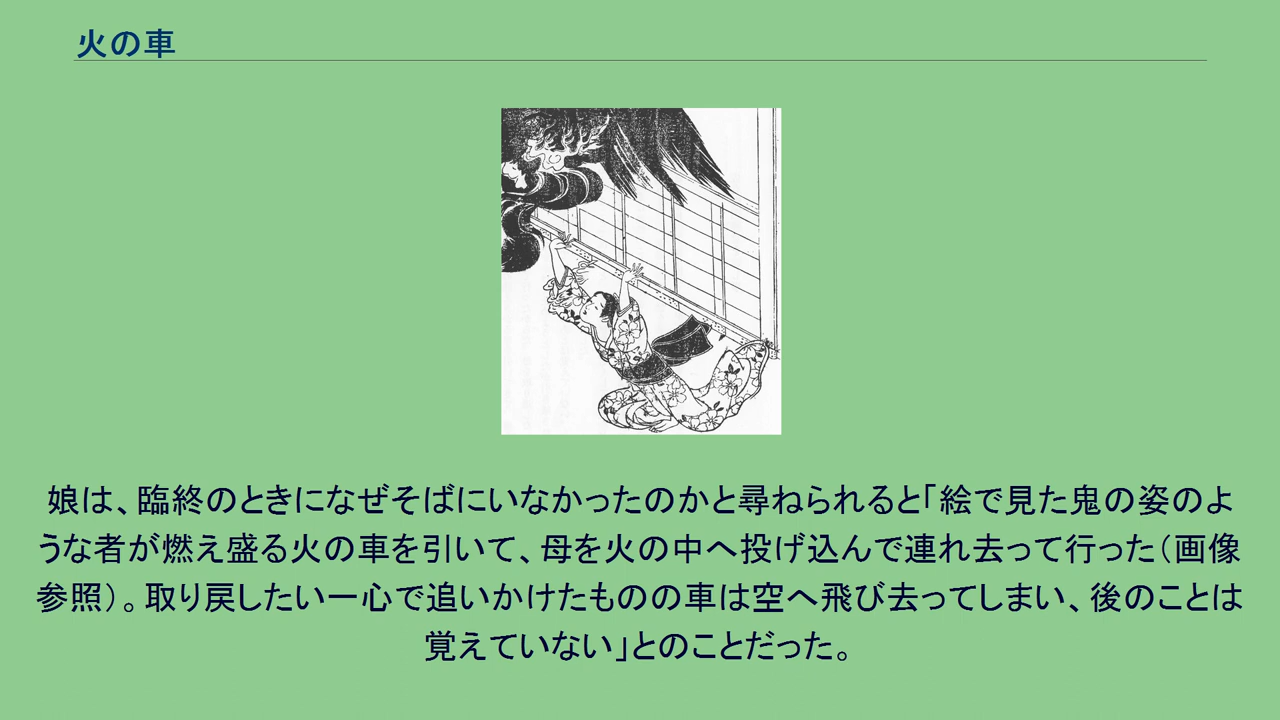 火の車
娘は、臨終のときになぜそばにいなかったのかと尋ねられると「絵で見た鬼の姿のよ
うな者が燃え盛る火の車を引いて、母を火の中へ投げ込んで連れ去って行った（画像
参照）。取り戻したい一心で追いかけたものの車は空へ飛び去ってしまい、後のことは
覚えていない」とのことだった。